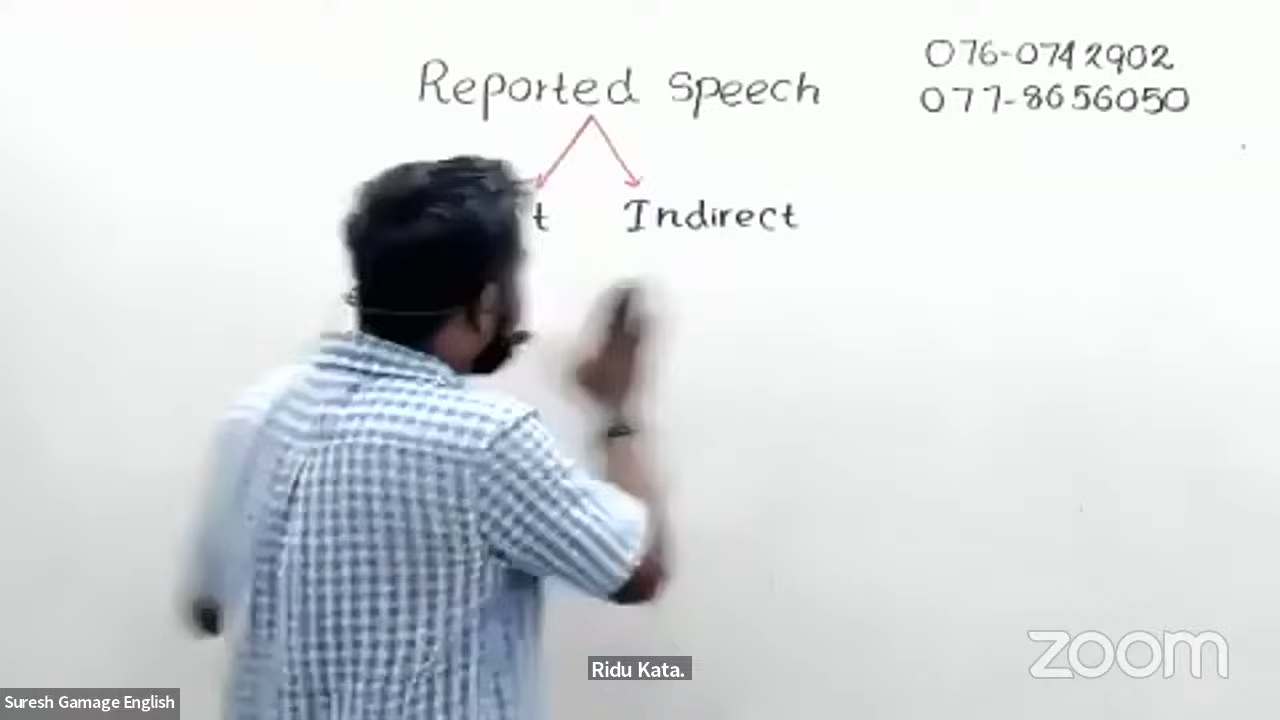 Reported Speech
076-0742902
077-8656050
t Indirect
Ridu Kata.
zoom
Suresh Gamage English